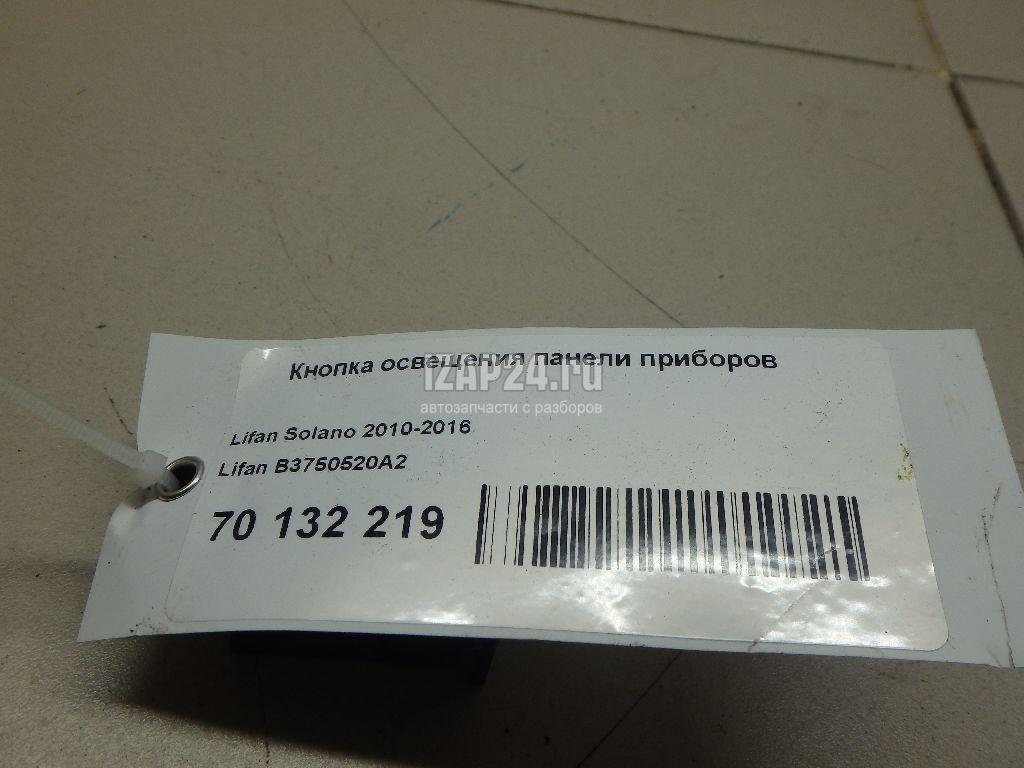 Кнопка освещения панели приборов
IZAP24.ru
автозапчасти с разборов
Lifan Solano 2010-2016
Lifan B3750520A2
70 132 219